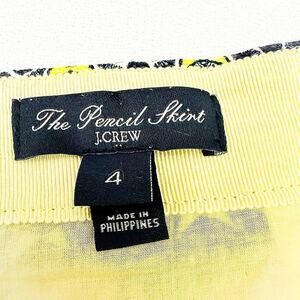 The Pencil Skirt
J.CREW
4
MADE IN
PHILIPPINES